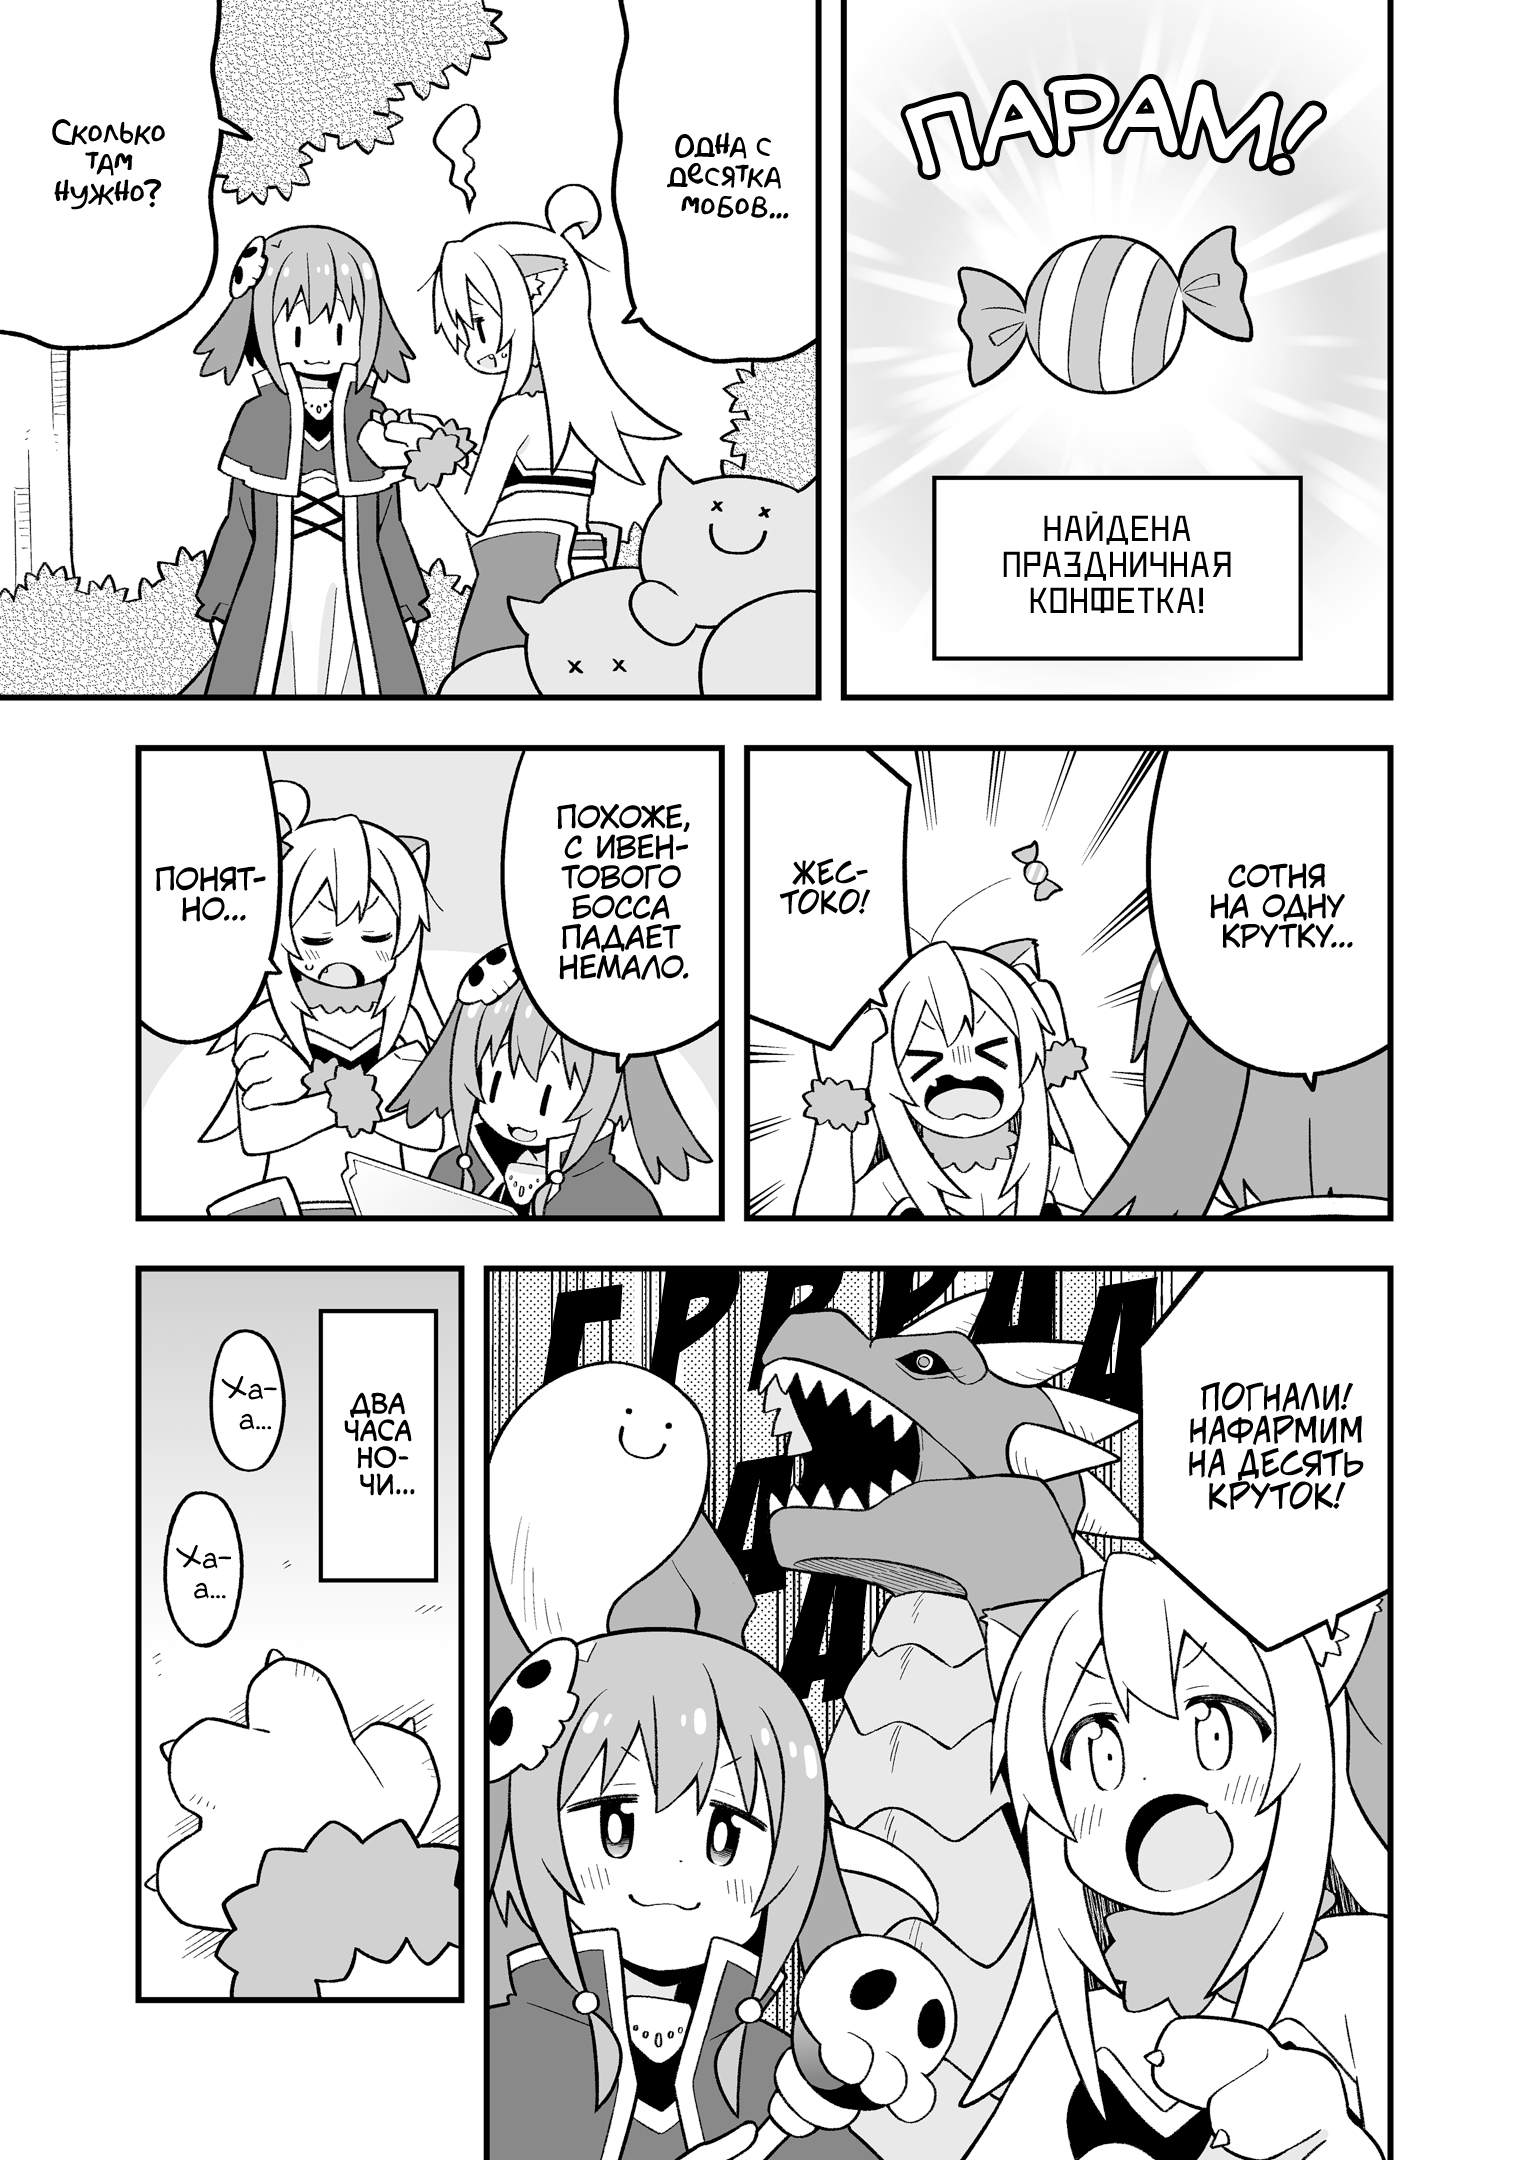 ПАРАМ!
НАЙДЕНА
ПРАЗДНИЧНАЯ
КОНФЕТКА!
ОДНА С
ДЕСЯТКА
МОБОВ...
СКОЛЬКО
ТАМ
НУЖНО?
СОТНЯ
НА ОДНУ
КРУТКУ...
ЖЕС-
ТОКО!
ПОХОЖЕ,
С ИВЕН-
ТОВОГО
БОССА
ПАДАЕТ
НЕМАЛО.
ПОНЯТ-
НО...
ПОГНАЛИ!
НАФАРМИМ
НА ДЕСЯТЬ
КРУТОК!
ДВА
ЧАСА
НО-
ЧИ...
Ха-
а...
Ха-
а...